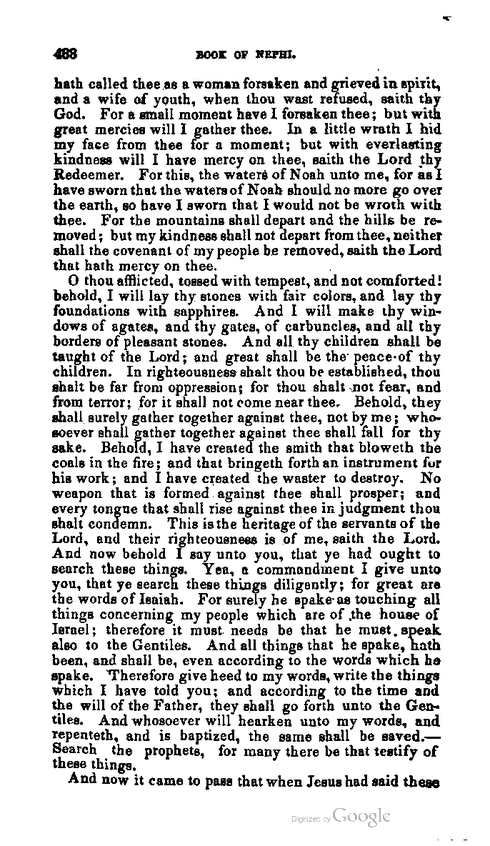 488 BOOK OF NEPHI.
hath called thee as a woman forsaken and grieved in spirit,
and a wife of youth, when thou wast refused, saith thy
God. For a small moment have I forsaken thee; but with
great mercies will I gather thee. In a little wrath I hid
my face from thee for a moment; but with everlasting
kindness will I have mercy on thee, saith the Lord thy
Redeemer. For this, the waters of Noah unto me, for as I
have sworn that the waters of Noah should no more go over
the earth, so have I sworn that I would not be wroth with
thee. For the mountains shall depart and the hills be re-
moved; but my kindness shall not depart from thee, neither
shall the covenant of my people be removed, saith the Lord
that hath mercy on thee.
O thou afflicted, tossed with tempest, and not comforted!
behold, I will lay thy stones with fair colors, and lay thy
foundations with sapphires. And I will make thy win-
dows of agates, and thy gates, of carbuncles, and all thy
borders of pleasant stones. And all thy children shall be
taught of the Lord; and great shall be the peace of thy
children. In righteousness shalt thou be established, thou
shalt be far from oppression; for thou shalt not fear, and
from terror; for it shall not come near thee. Behold, they
shall surely gather together against thee, not by me; who-
soever shall gather together against thee shall fall for thy
sake. Behold, I have created the smith that bloweth the
coals in the fire; and that bringeth forth an instrument for
his work; and I have created the waster to destroy. No
weapon that is formed against thee shall prosper; and
every tongue that shall rise against thee in judgment thou
shalt condemn. This is the heritage of the servants of the
Lord, and their righteousness is of me, saith the Lord.
And now behold I say unto you, that ye had ought to
search these things. Yea, a commandment I give unto
you, that ye search these things diligently; for great are
the words of Isaiah. For surely he spake as touching all
things concerning my people which are of the house of
Israel; therefore it must needs be that he must speak
also to the Gentiles. And all things that he spake, hath
been, and shall be, even according to the words which he
spake. Therefore give heed to my words, write the things
which I have told you; and according to the time and
the will of the Father, they shall go forth unto the Gen-
tiles. And whosoever will hearken unto my words, and
repenteth, and is baptized, the same shall be saved.—
Search the prophets, for many there be that testify of
these things.
And now it came to pass that when Jesus had said these
Digitized by Google